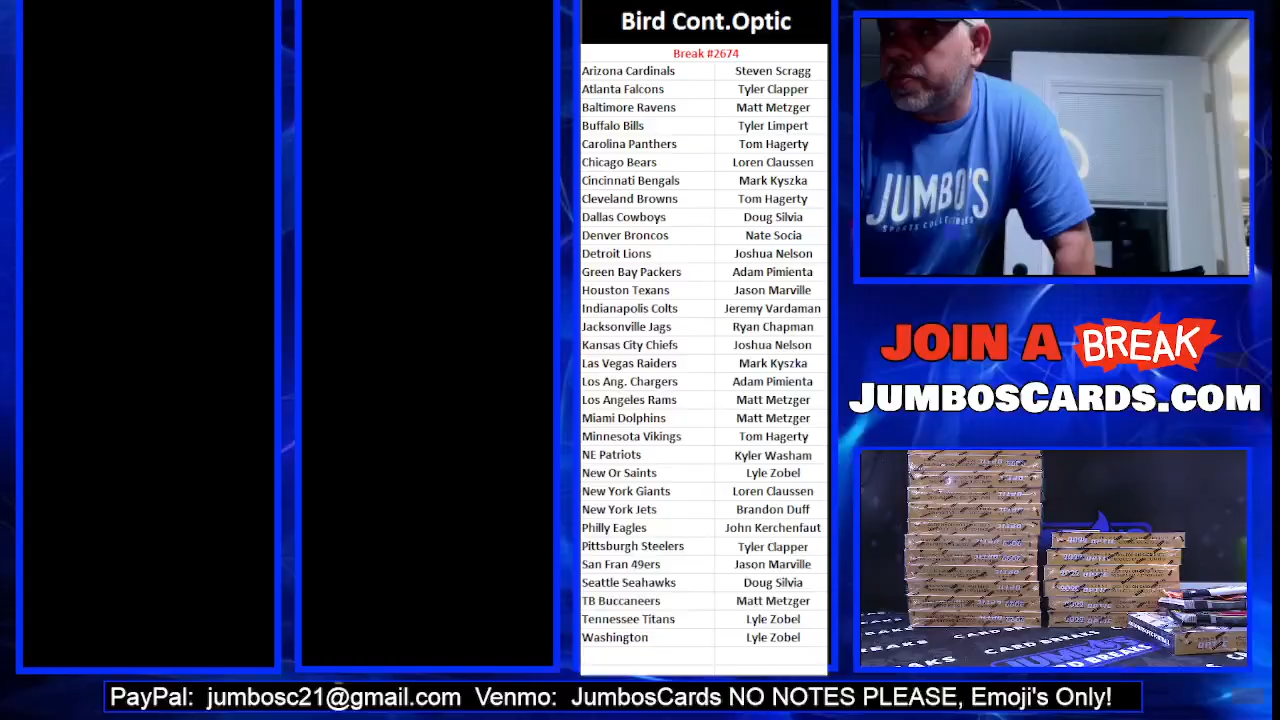 Bird Cont.Optic
Break #2674
Arizona Cardinals Steven Scragg
Atlanta Falcons Tyler Clapper
Baltimore Ravens Matt Metzger
Buffalo Bills Tyler Limpert
Carolina Panthers Tom Hagerty
Chicago Bears Loren Claussen
Cincinnati Bengals Mark Kyszka
Cleveland Browns Tom Hagerty
Dallas Cowboys Doug Silvia
Denver Broncos Nate Socia
Detroit Lions Joshua Nelson
Green Bay Packers Adam Pimienta
Houston Texans Jason Marville
Indianapolis Colts Jeremy Vardaman
Jacksonville Jags Ryan Chapman
Kansas City Chiefs Joshua Nelson
Las Vegas Raiders Mark Kyszka
Los Ang. Chargers Adam Pimienta
Los Angeles Rams Matt Metzger
Miami Dolphins Matt Metzger
Minnesota Vikings Tom Hagerty
NE Patriots Kyler Washam
New Or Saints Lyle Zobel
New York Giants Loren Claussen
New York Jets Brandon Duff
Philly Eagles John Kerchenfaut
Pittsburgh Steelers Tyler Clapper
San Fran 49ers Jason Marville
Seattle Seahawks Doug Silvia
TB Buccaneers Matt Metzger
Tennessee Titans Lyle Zobel
Washington Lyle Zobel
JUMBO'S
SPORTS COLLECTIBLES
JOIN A BREAK
JUMBOSCARDS.COM
CARD BREAKS
PayPal: jumbosc21@gmail.com Venmo: JumbosCards NO NOTES PLEASE, Emoji's Only!